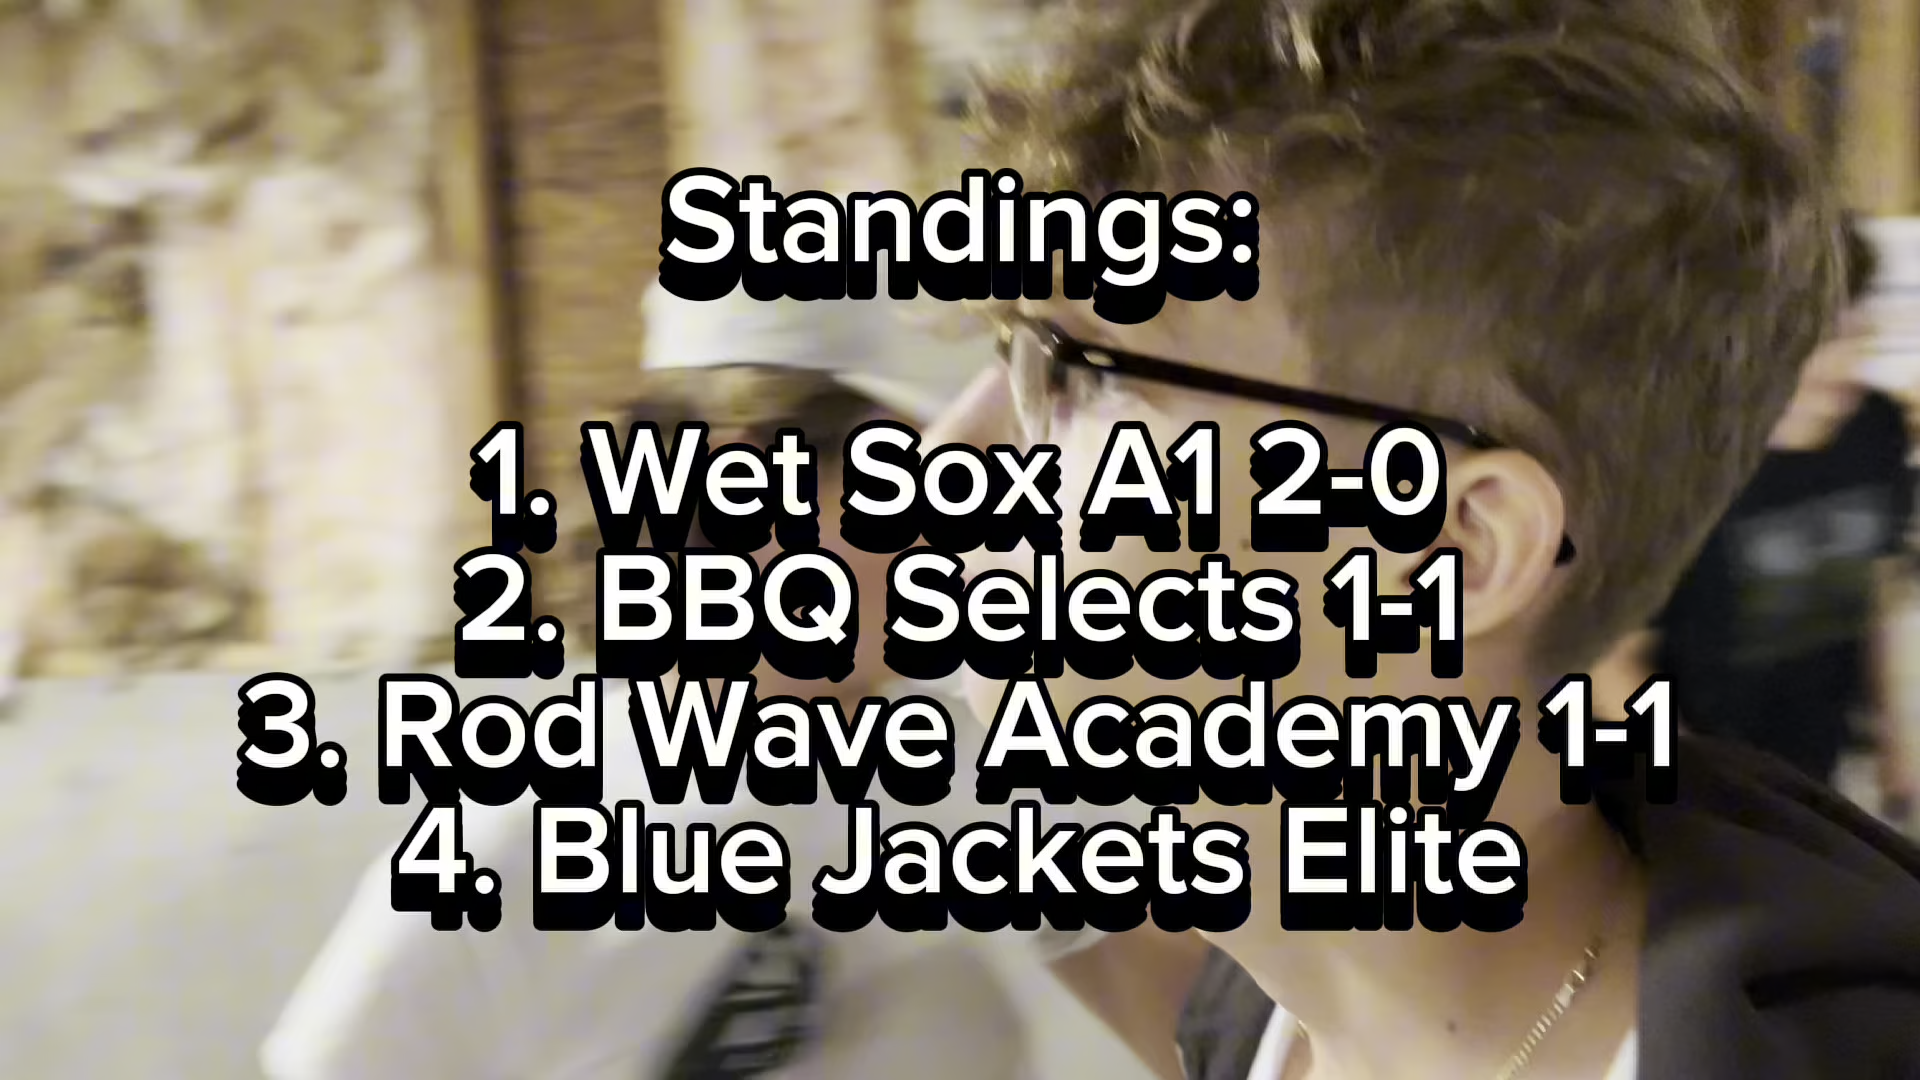 Standings:
1. Wet Sox A1 2-0
2. BBQ Selects 1-1
3. Rod Wave Academy 1-1
4. Blue Jackets Elite